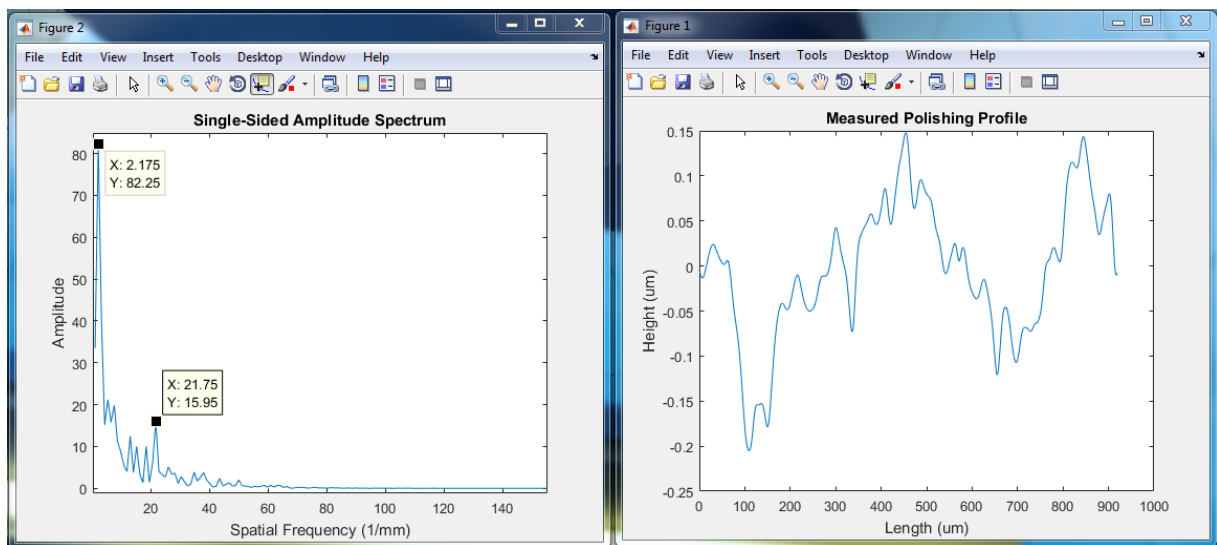 Figure 2
File Edit View Insert Tools Desktop Window Help
Single-Sided Amplitude Spectrum
X: 2.175
Y: 82.25
X: 21.75
Y: 15.95
Amplitude
80
70
60
50
40
30
20
10
0
20 40 60 80 100 120 140
Spatial Frequency (1/mm)
Figure 1
File Edit View Insert Tools Desktop Window Help
Measured Polishing Profile
Height (um)
0.15
0.1
0.05
0
-0.05
-0.1
-0.15
-0.2
-0.25
0 100 200 300 400 500 600 700 800 900 1000
Length (um)